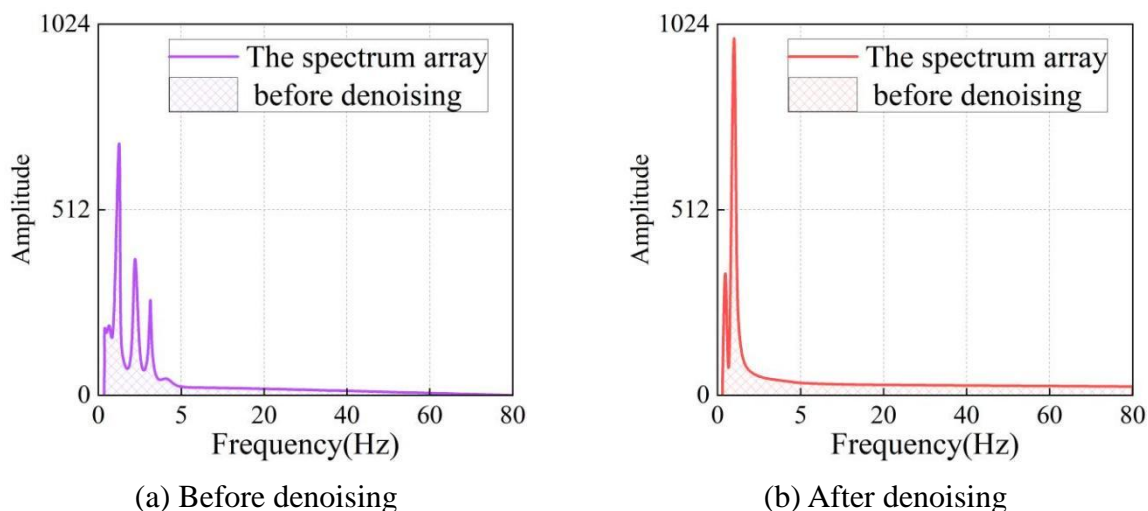 1024
512
0
Amplitude
The spectrum array
before denoising
0 5 20 40 60 80
Frequency(Hz)
(a) Before denoising
1024
512
0
Amplitude
The spectrum array
before denoising
0 5 20 40 60 80
Frequency(Hz)
(b) After denoising